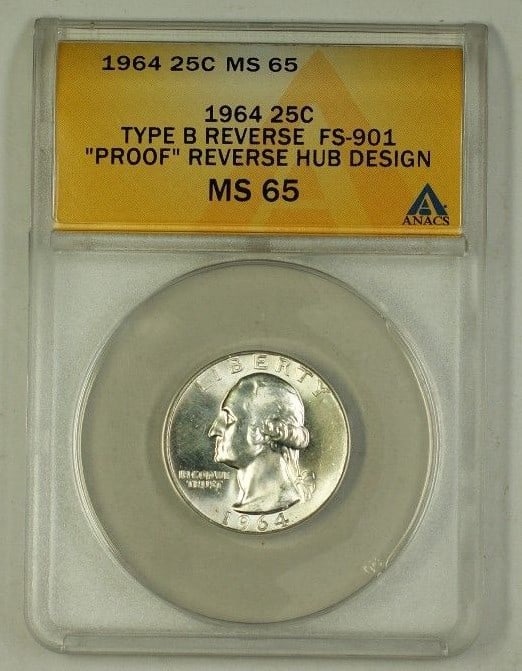 1964 25C MS 65
1964 25C
TYPE B REVERSE FS-901
"PROOF" REVERSE HUB DESIGN
MS 65
ANACS
LIBERTY
IN GOD WE
TRUST
1964